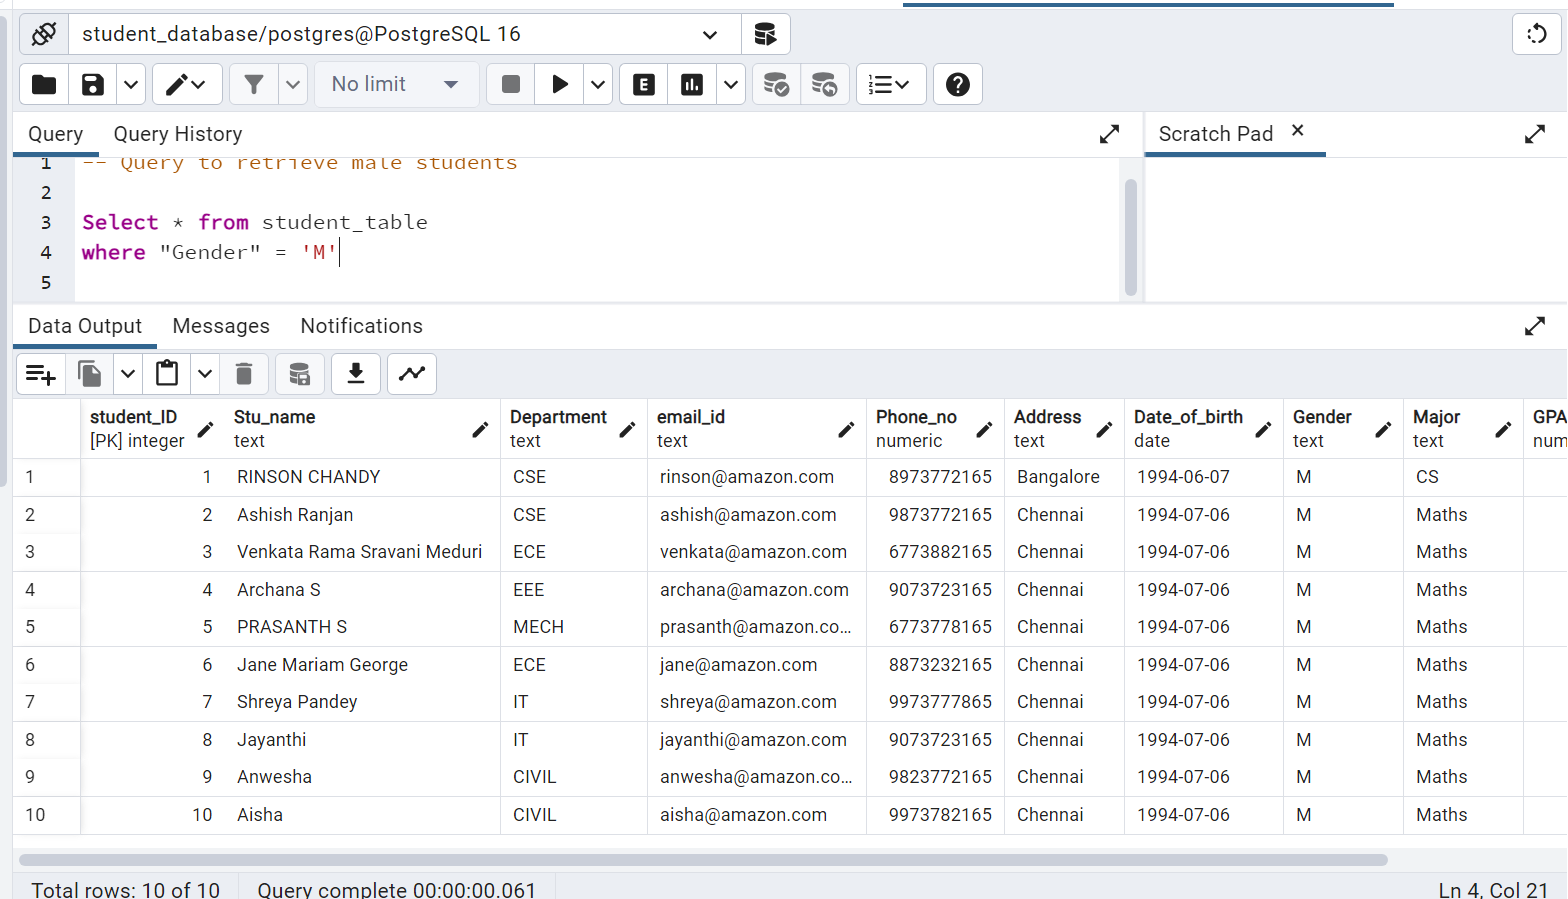 student_database/postgres@PostgreSQL 16
No limit
E
Query Query History Scratch Pad
1 -- Query to retrieve male students
2
3 Select * from student_table
4 where "Gender" = 'M'
5
Data Output Messages Notifications
student_ID Stu_name Department email_id Phone_no Address Date_of_birth Gender Major GPA
[PK] integer text text text numeric text date text text num
1 1 RINSON CHANDY CSE rinson@amazon.com 8973772165 Bangalore 1994-06-07 M CS
2 2 Ashish Ranjan CSE ashish@amazon.com 9873772165 Chennai 1994-07-06 M Maths
3 3 Venkata Rama Sravani Meduri ECE venkata@amazon.com 6773882165 Chennai 1994-07-06 M Maths
4 4 Archana S EEE archana@amazon.com 9073723165 Chennai 1994-07-06 M Maths
5 5 PRASANTH S MECH prasanth@amazon.co... 6773778165 Chennai 1994-07-06 M Maths
6 6 Jane Mariam George ECE jane@amazon.com 8873232165 Chennai 1994-07-06 M Maths
7 7 Shreya Pandey IT shreya@amazon.com 9973777865 Chennai 1994-07-06 M Maths
8 8 Jayanthi IT jayanthi@amazon.com 9073723165 Chennai 1994-07-06 M Maths
9 9 Anwesha CIVIL anwesha@amazon.co... 9823772165 Chennai 1994-07-06 M Maths
10 10 Aisha CIVIL aisha@amazon.com 9973782165 Chennai 1994-07-06 M Maths
Total rows: 10 of 10 Query complete 00:00:00.061 Ln 4, Col 21